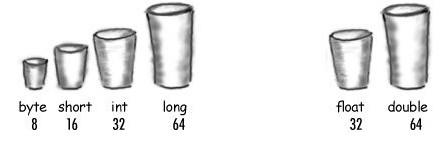 byte short int long float double
8 16 32 64 32 64